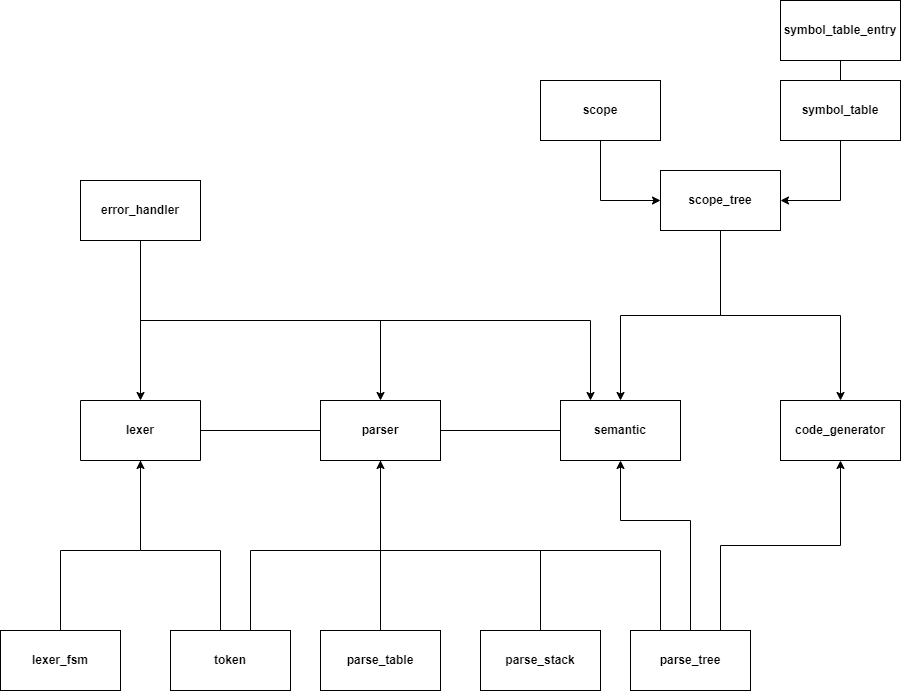 symbol_table_entry
scope
symbol_table
scope_tree
error_handler
lexer
parser
semantic
code_generator
lexer_fsm
token
parse_table
parse_stack
parse_tree